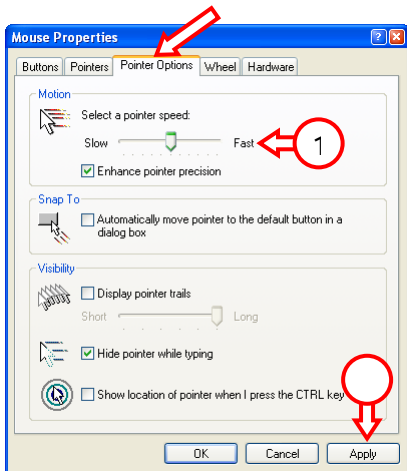 Mouse Properties
Buttons Pointers Pointer Options Wheel Hardware
Motion
Select a pointer speed:
Slow Fast 1
Enhance pointer precision
Snap To
Automatically move pointer to the default button in a
dialog box
Visibility
Display pointer trails
Short Long
Hide pointer while typing
Show location of pointer when I press the CTRL key
OK Cancel Apply